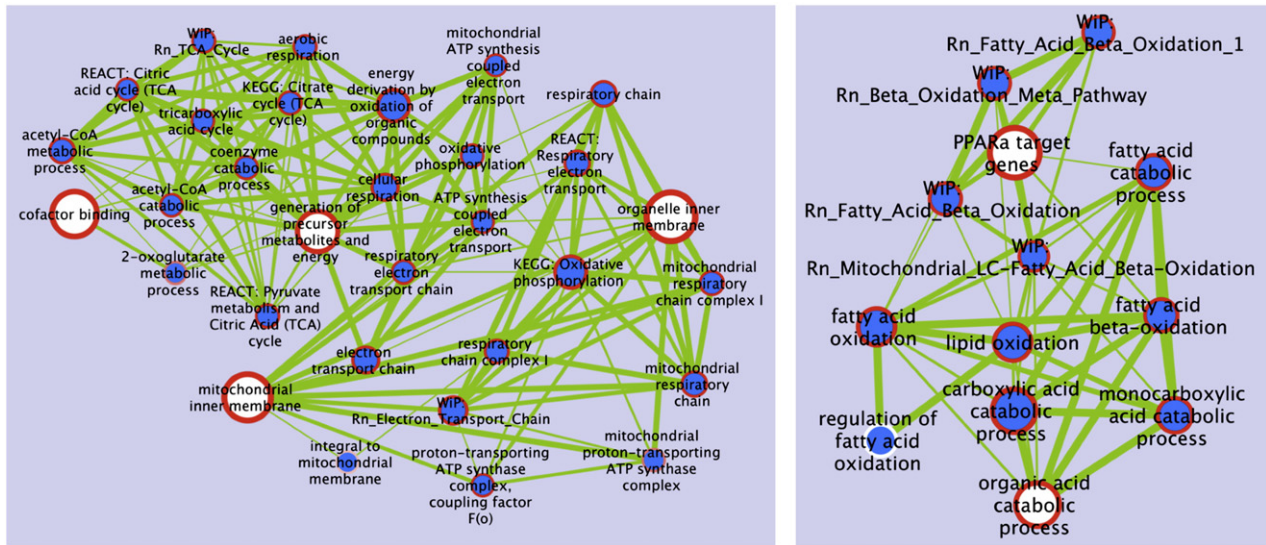 WiP:
Rn_TCA_Cycle
aerobic
respiration
mitochondrial
ATP synthesis
coupled
electron
transport
REACT: Citric
acid cycle (TCA
cycle)
KEGG: Citrate
cycle (TCA
cycle)
energy
derivation by
oxidation of
organic
compounds
respiratory chain
tricarboxylic
acid cycle
acetyl-CoA
metabolic
process
coenzyme
catabolic
process
oxidative
phosphorylation
REACT:
Respiratory
electron
transport
acetyl-CoA
catabolic
process
cellular
respiration
cofactor binding
generation of
precursor
metabolites and
energy
ATP synthesis
coupled
electron
transport
organelle inner
membrane
2-oxoglutarate
metabolic
process
respiratory
electron
transport chain
KEGG: Oxidative
phosphorylation
mitochondrial
respiratory
chain complex I
REACT: Pyruvate
metabolism and
Citric Acid (TCA)
cycle
electron
transport chain
respiratory
chain complex I
mitochondrial
respiratory
chain
mitochondrial
inner membrane
WiP:
Rn_Electron_Transport_Chain
integral to
mitochondrial
membrane
proton-transporting
ATP synthase
complex,
coupling factor
F(o)
mitochondrial
proton-transporting
ATP synthase
complex
WiP:
Rn_Fatty_Acid_Beta_Oxidation_1
WiP:
Rn_Beta_Oxidation_Meta_Pathway
PPARa target
genes
fatty acid
catabolic
process
WiP:
Rn_Fatty_Acid_Beta_Oxidation
WiP:
Rn_Mitochondrial_LC-Fatty_Acid_Beta-Oxidation
fatty acid
oxidation
lipid oxidation
fatty acid
beta-oxidation
carboxylic acid
catabolic
process
monocarboxylic
acid catabolic
process
regulation of
fatty acid
oxidation
organic acid
catabolic
process